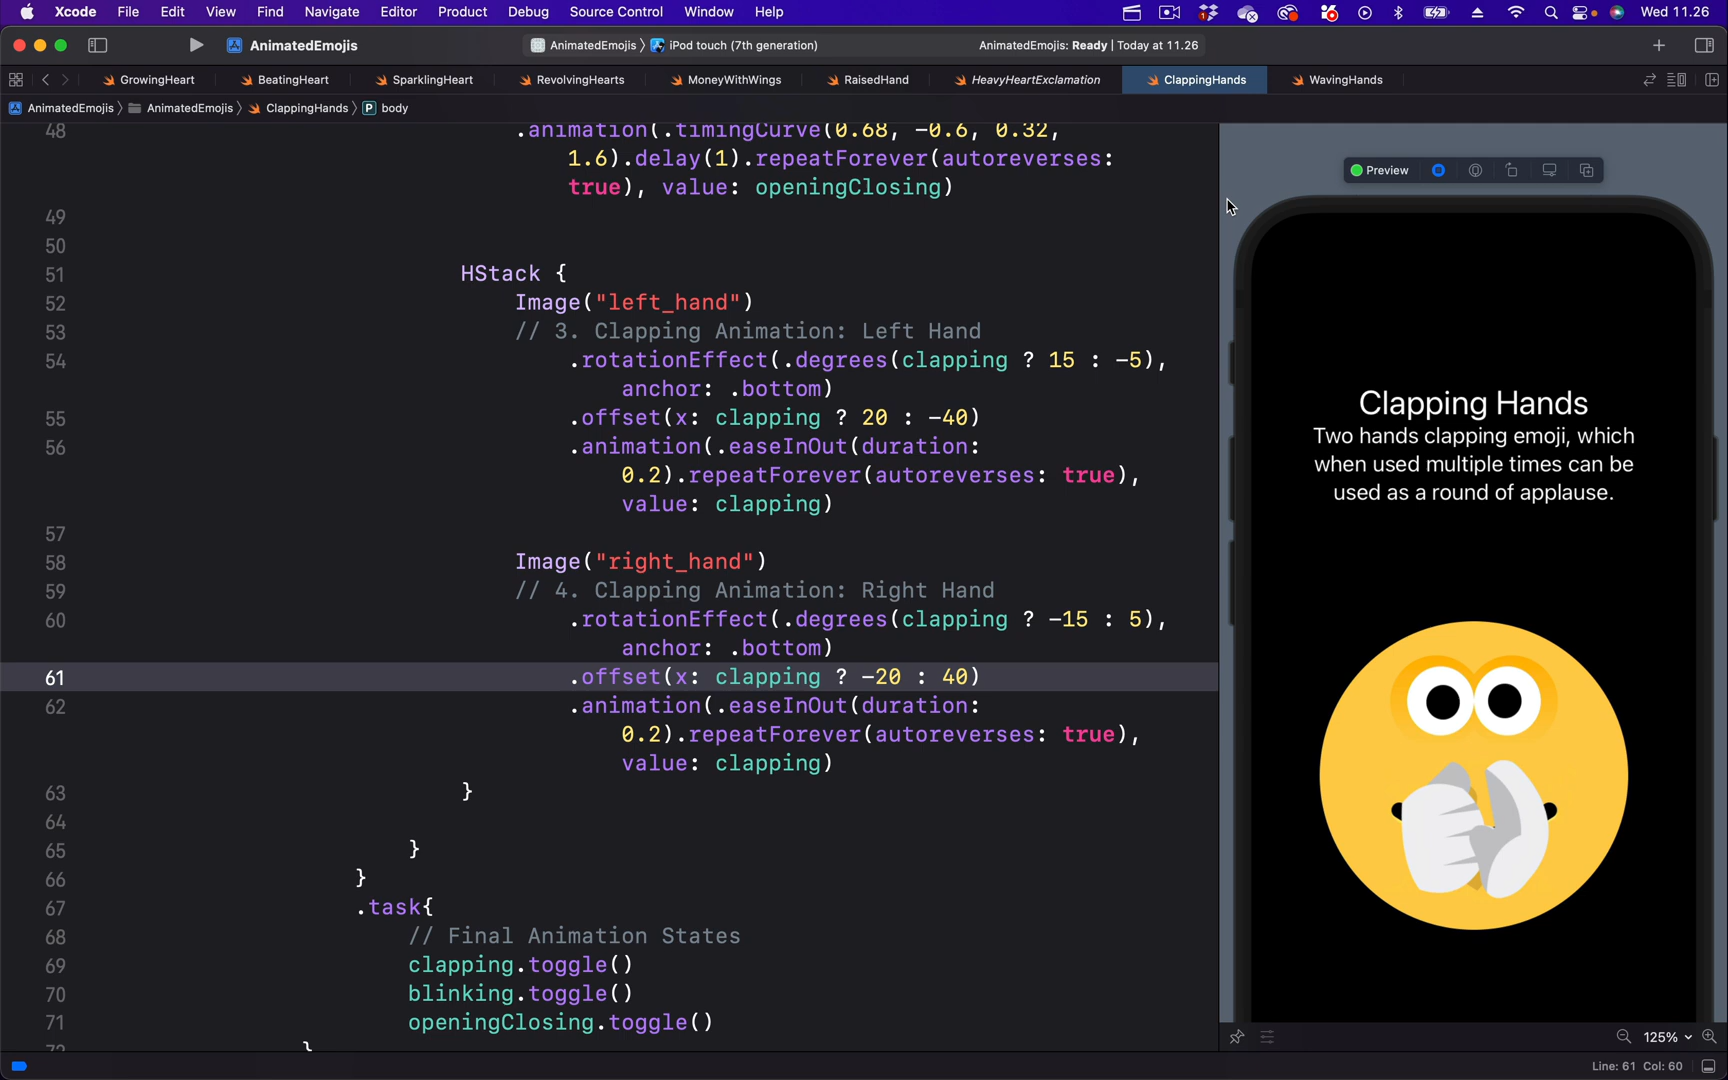 Xcode File Edit View Find Navigate Editor Product Debug Source Control Window Help Wed 11.26
AnimatedEmojis AnimatedEmojis iPod touch (7th generation) AnimatedEmojis: Ready | Today at 11.26
GrowingHeart BeatingHeart SparklingHeart RevolvingHearts MoneyWithWings RaisedHand HeavyHeartExclamation ClappingHands WavingHands
AnimatedEmojis AnimatedEmojis ClappingHands P body
48 .animation(.timingCurve(0.68, -0.6, 0.32,
1.6).delay(1).repeatForever(autoreverses:
true), value: openingClosing)
49
50
51 HStack {
52 Image("left_hand")
53 // 3. Clapping Animation: Left Hand
54 .rotationEffect(.degrees(clapping ? 15 : -5),
anchor: .bottom)
55 .offset(x: clapping ? 20 : -40)
56 .animation(.easeInOut(duration:
0.2).repeatForever(autoreverses: true),
value: clapping)
57
58 Image("right_hand")
59 // 4. Clapping Animation: Right Hand
60 .rotationEffect(.degrees(clapping ? -15 : 5),
anchor: .bottom)
61 .offset(x: clapping ? -20 : 40)
62 .animation(.easeInOut(duration:
0.2).repeatForever(autoreverses: true),
value: clapping)
63 }
64
65 }
66 }
67 .task{
68 // Final Animation States
69 clapping.toggle()
70 blinking.toggle()
71 openingClosing.toggle()
72 }
Preview
Clapping Hands
Two hands clapping emoji, which
when used multiple times can be
used as a round of applause.
125%
Line: 61 Col: 60